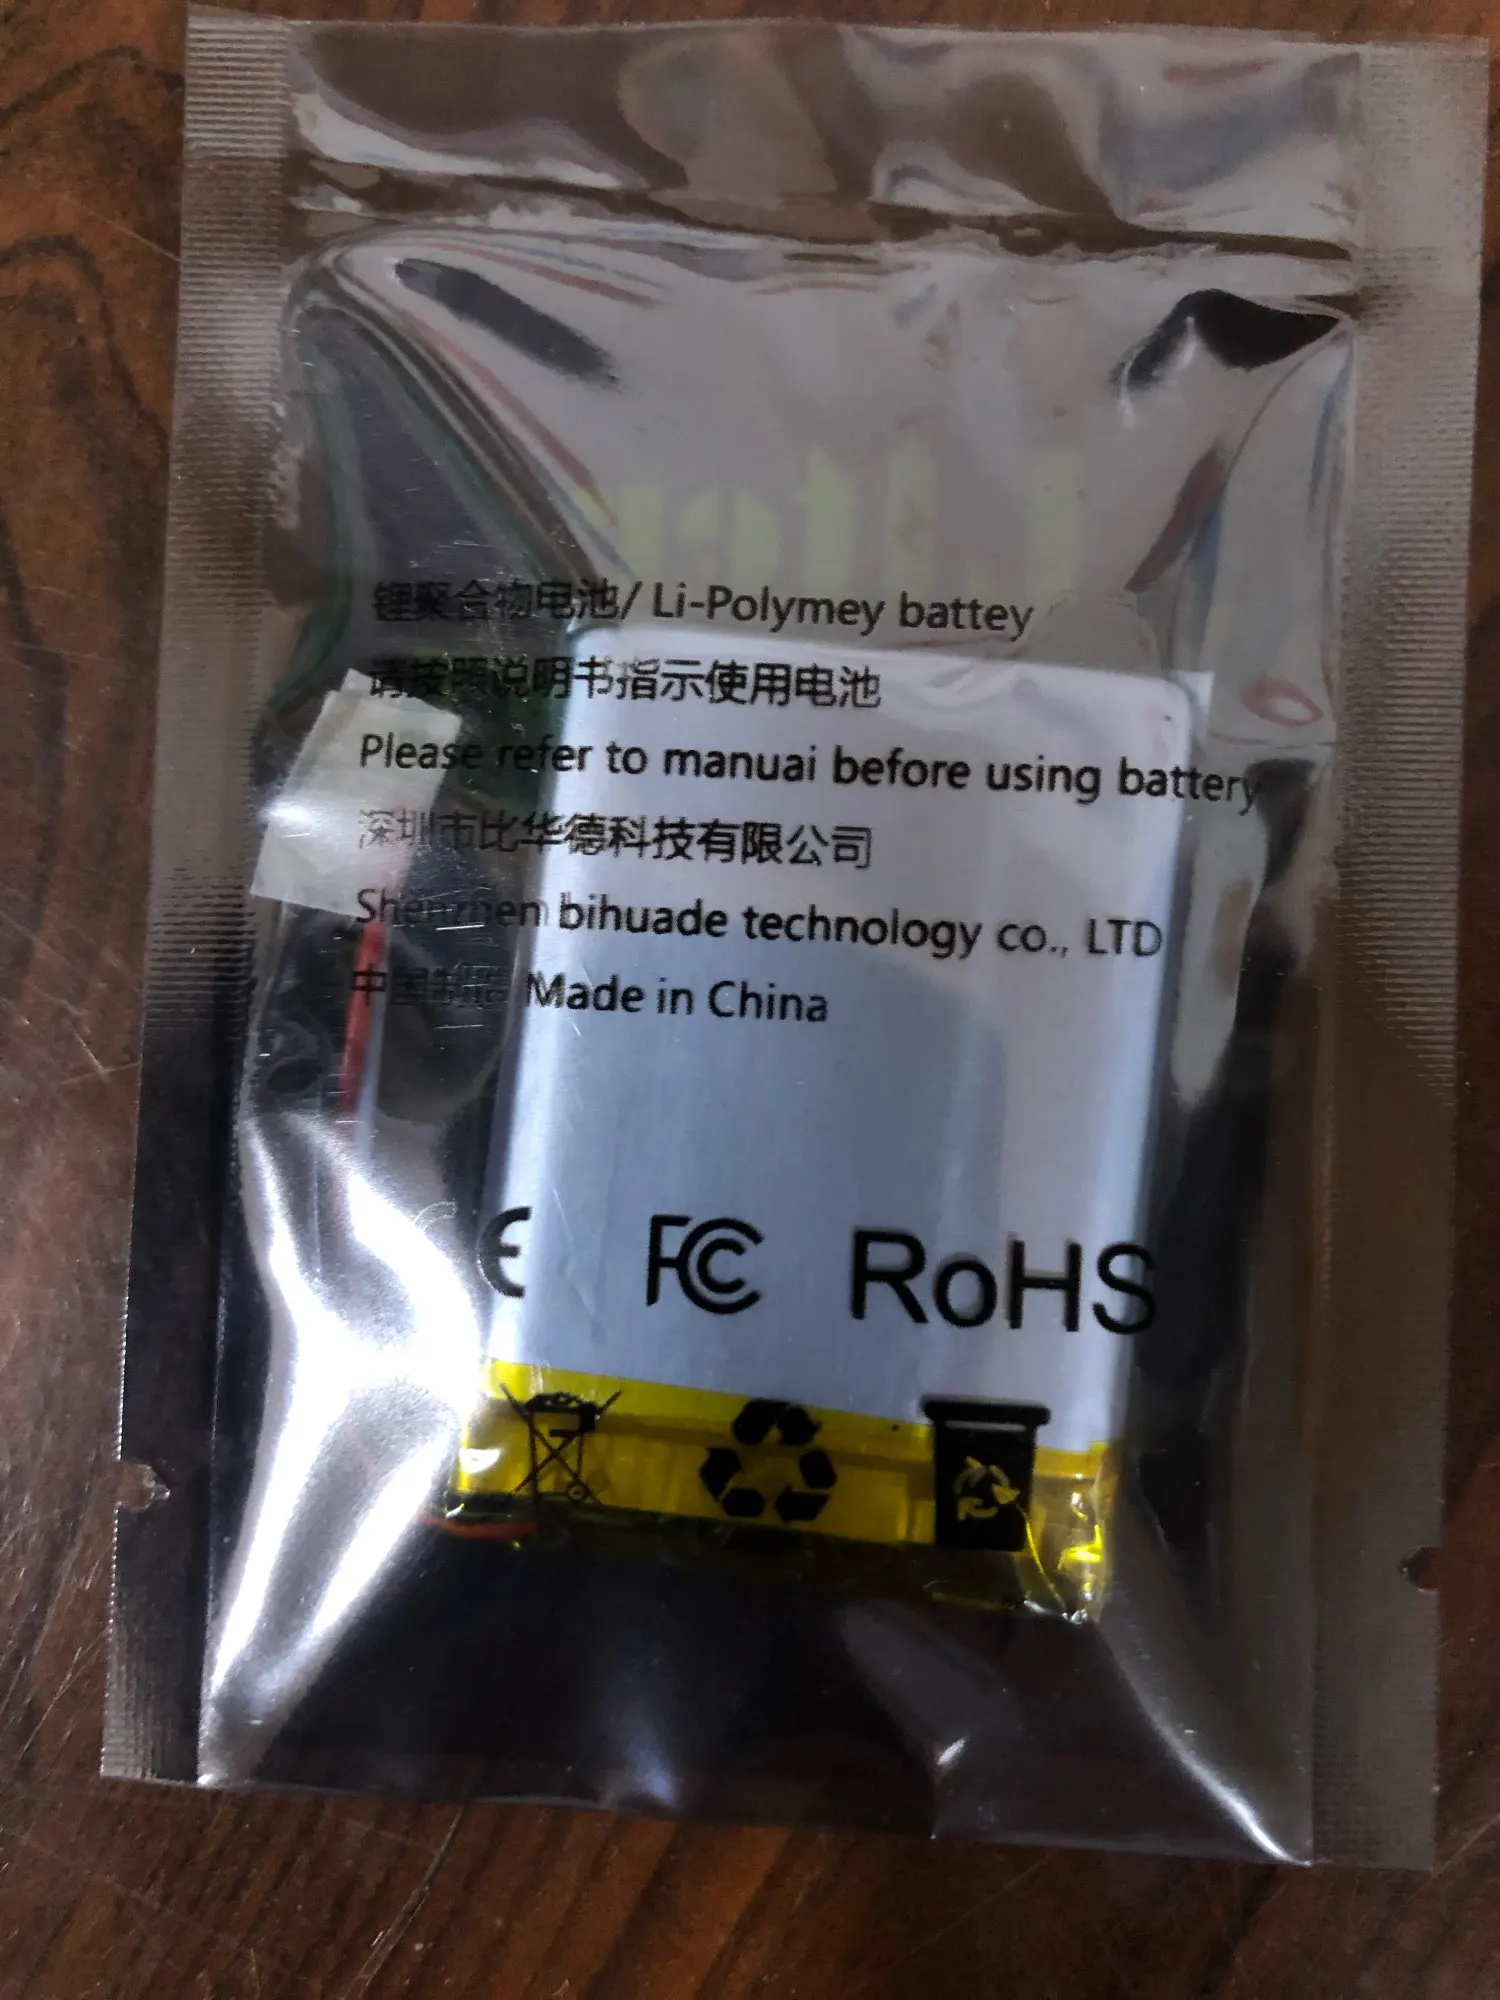 锂聚合物电池/ Li-Polymey battey
请按照说明书指示使用电池
Please refer to manuai before using battery
深圳市比华德科技有限公司
Shenzhen bihuade technology co., LTD
中国制造 Made in China
CE FC RoHS